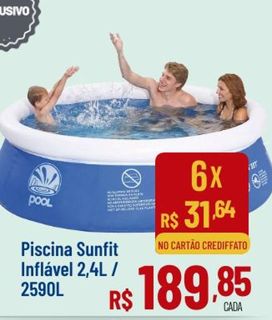 USIVO
pool
6x
R$ 31,64
NO CARTÃO CREDIFFATO
Piscina Sunfit
Inflável 2,4L /
2590L
R$ 189,85
CADA